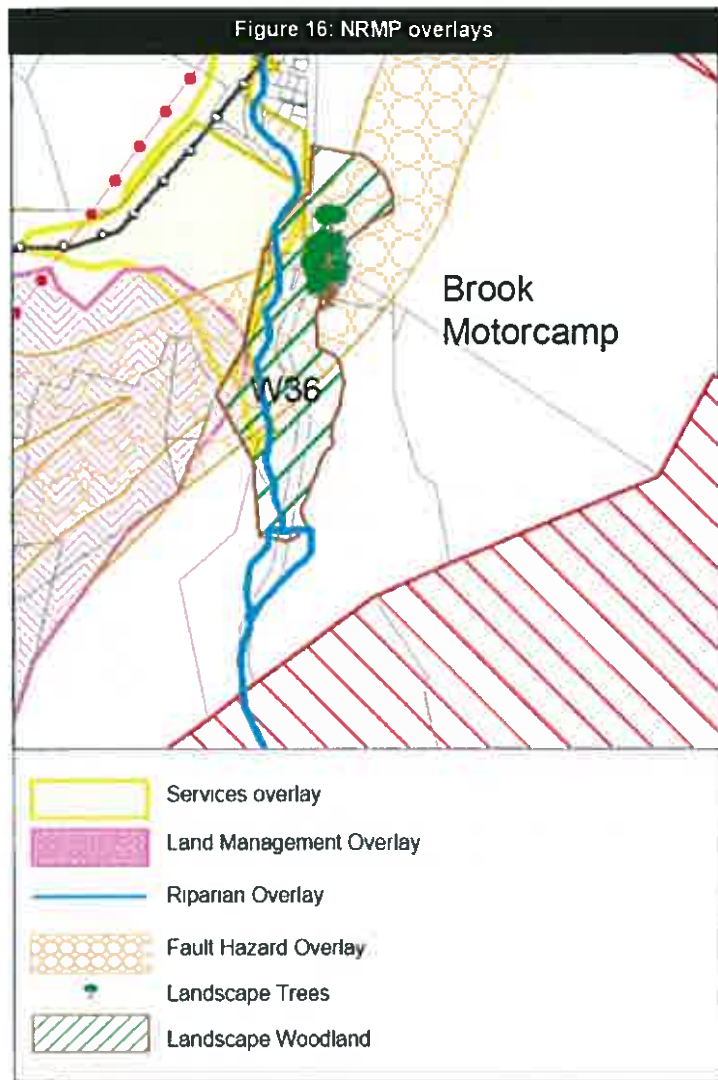 Figure 16: NRMP overlays
Brook
Motorcamp
W36
Services overlay
Land Management Overlay
Riparian Overlay
Fault Hazard Overlay
Landscape Trees
Landscape Woodland